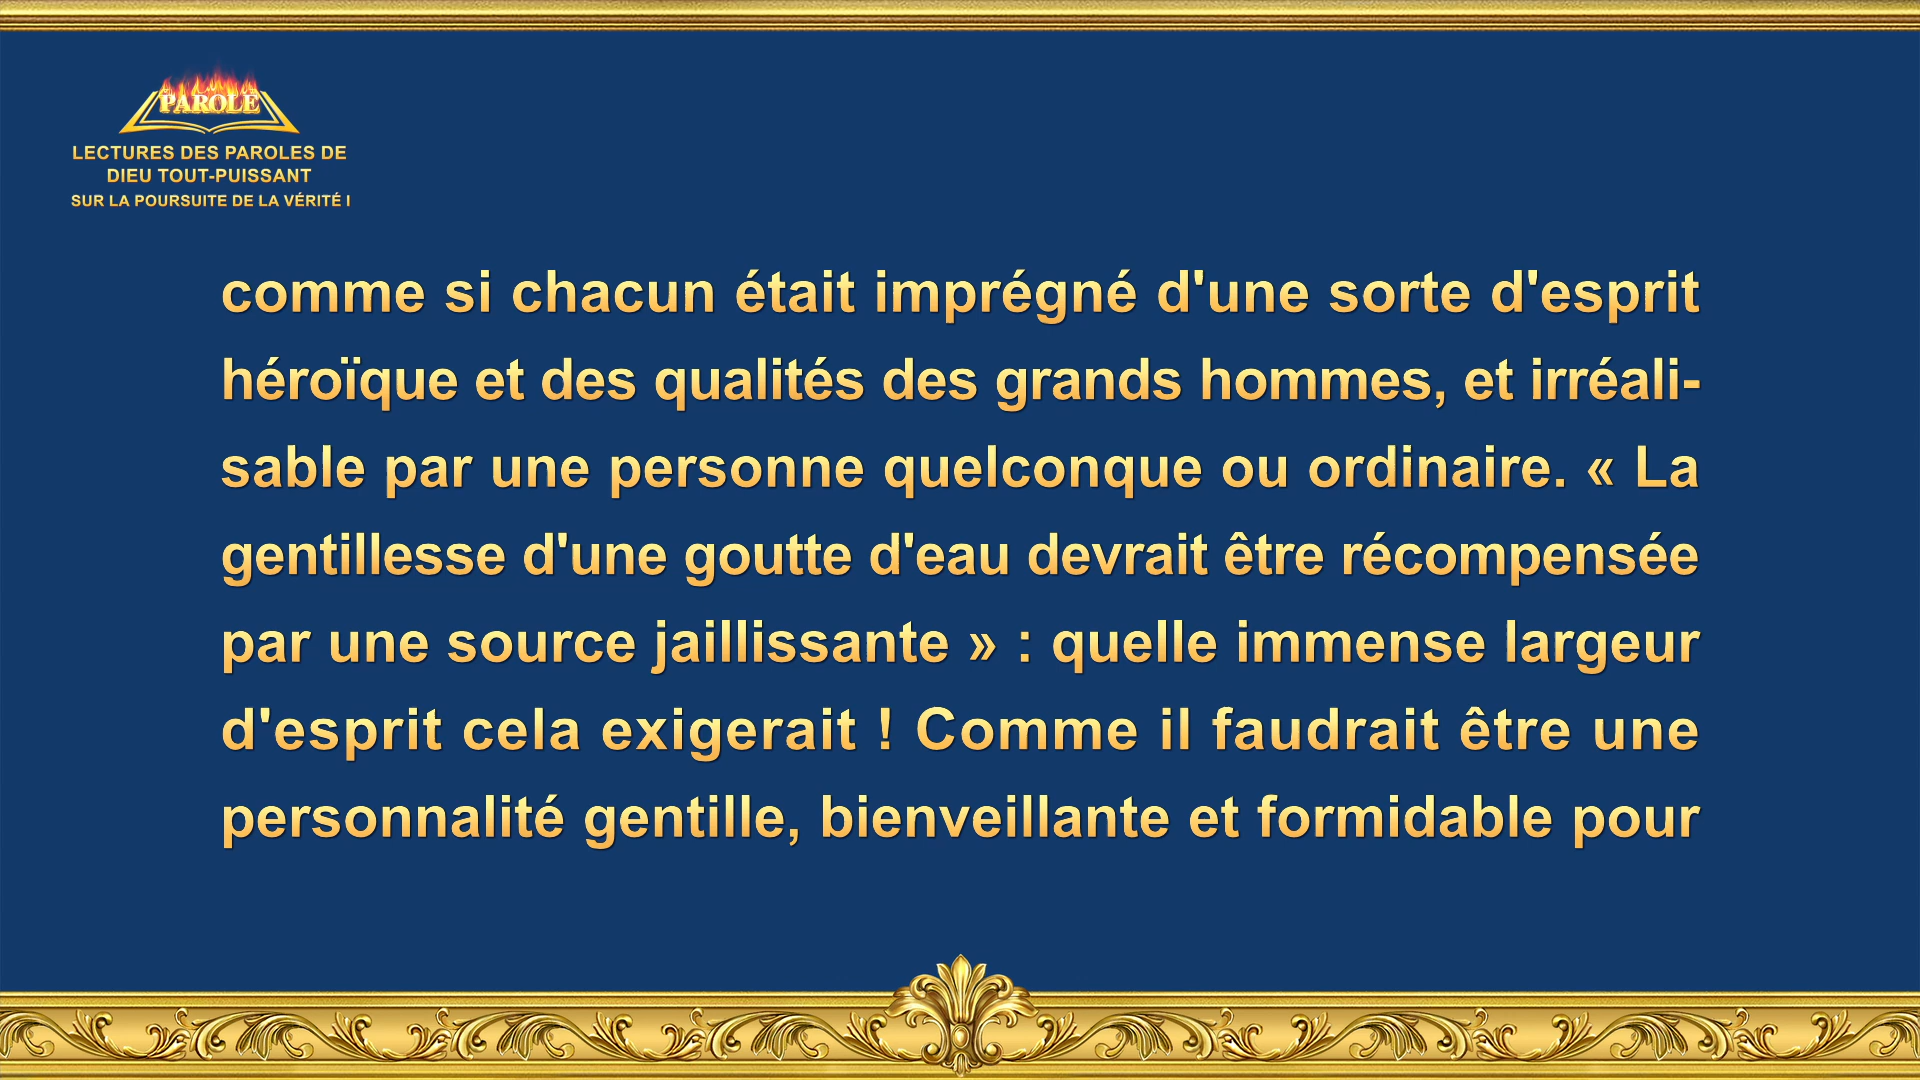 PAROLE
LECTURES DES PAROLES DE
DIEU TOUT-PUISSANT
SUR LA POURSUITE DE LA VÉRITÉ I
comme si chacun était imprégné d'une sorte d'esprit
héroïque et des qualités des grands hommes, et irréali-
sable par une personne quelconque ou ordinaire. « La
gentillesse d'une goutte d'eau devrait être récompensée
par une source jaillissante » : quelle immense largeur
d'esprit cela exigerait ! Comme il faudrait être une
personnalité gentille, bienveillante et formidable pour